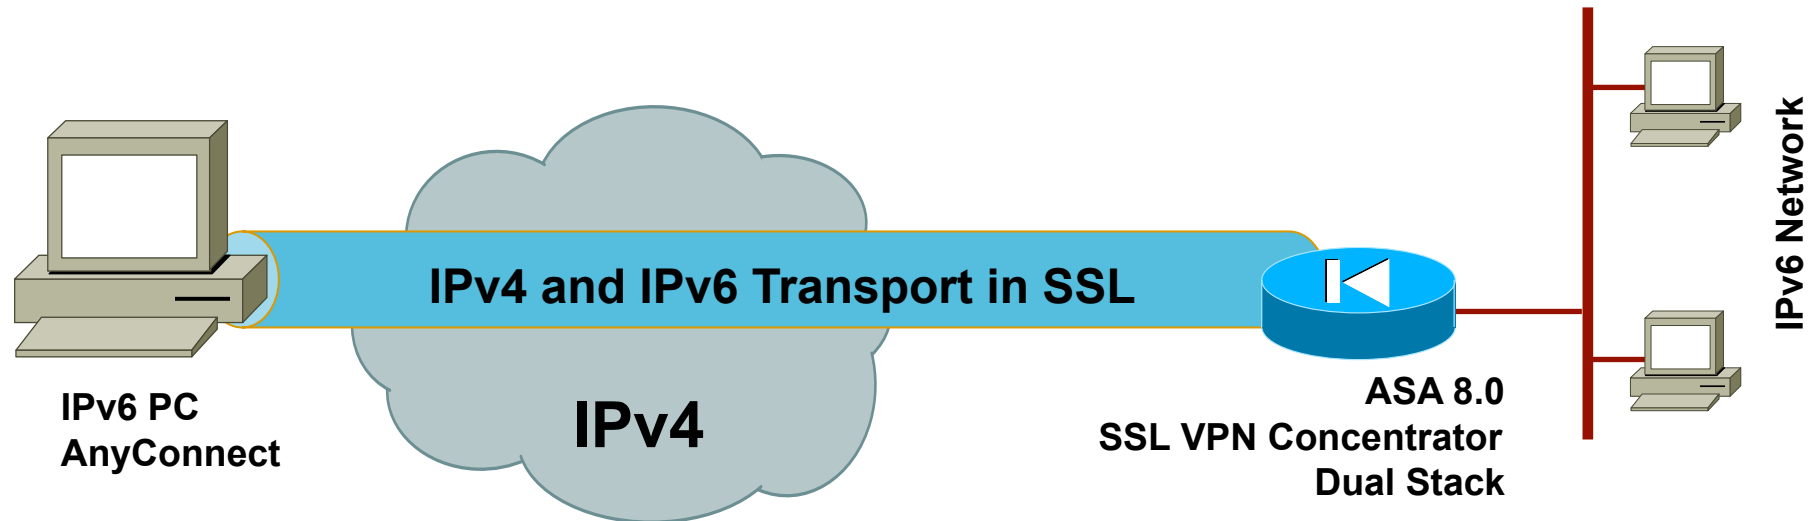 IPv4 and IPv6 Transport in SSL
IPv4
IPv6 PC
AnyConnect
ASA 8.0
SSL VPN Concentrator
Dual Stack
IPv6 Network